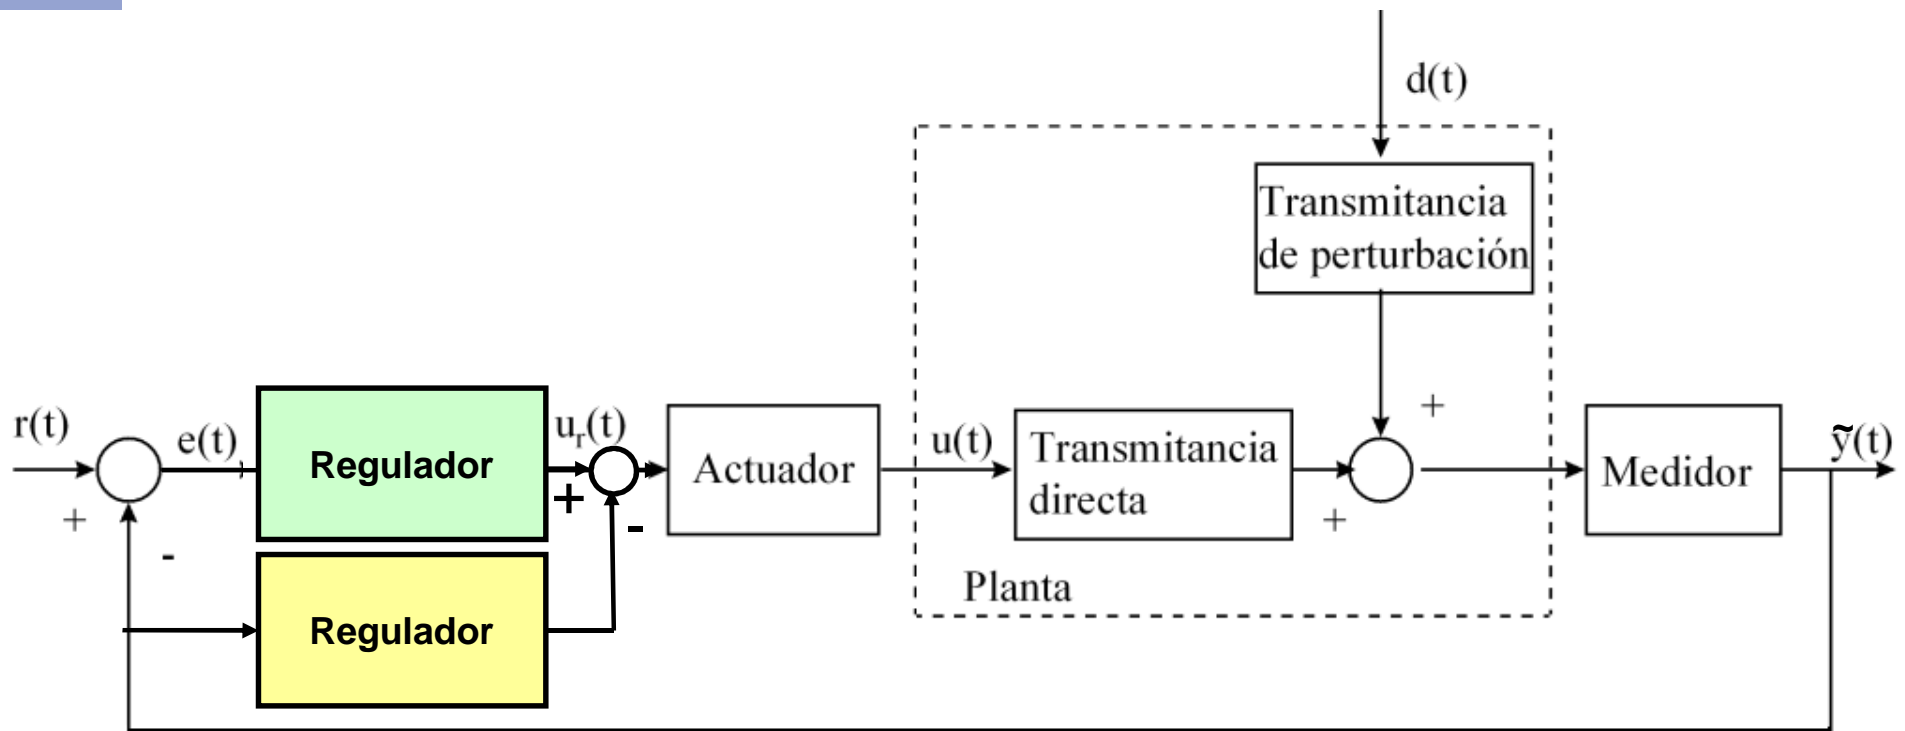 d(t)
Transmitancia
de perturbación
r(t)
+
-
e(t)
Regulador
u_r(t)
+
-
Actuador
u(t)
Transmitancia
directa
+
+
Medidor
ỹ(t)
Planta
Regulador